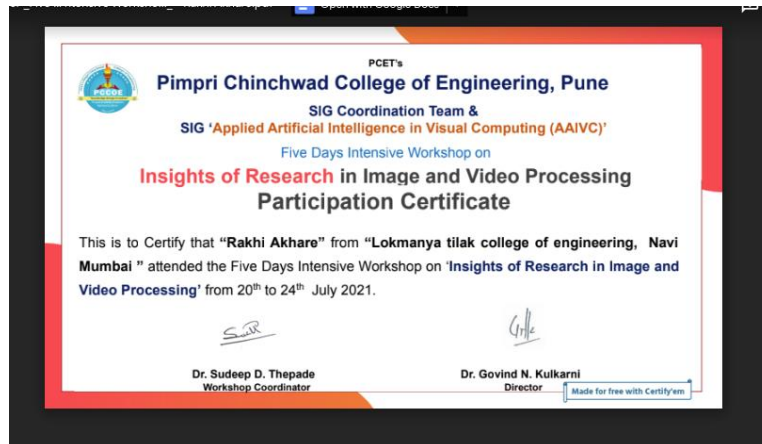 Open with Google Docs
PCET's
Pimpri Chinchwad College of Engineering, Pune
PCCOE
SIG Coordination Team &
SIG ‘Applied Artificial Intelligence in Visual Computing (AAIVC)’
Five Days Intensive Workshop on
Insights of Research in Image and Video Processing
Participation Certificate
This is to Certify that “Rakhi Akhare” from “Lokmanya tilak college of engineering, Navi
Mumbai ” attended the Five Days Intensive Workshop on ‘Insights of Research in Image and
Video Processing’ from 20th to 24th July 2021.
Dr. Sudeep D. Thepade
Workshop Coordinator
Dr. Govind N. Kulkarni
Director
Made for free with Certify'em